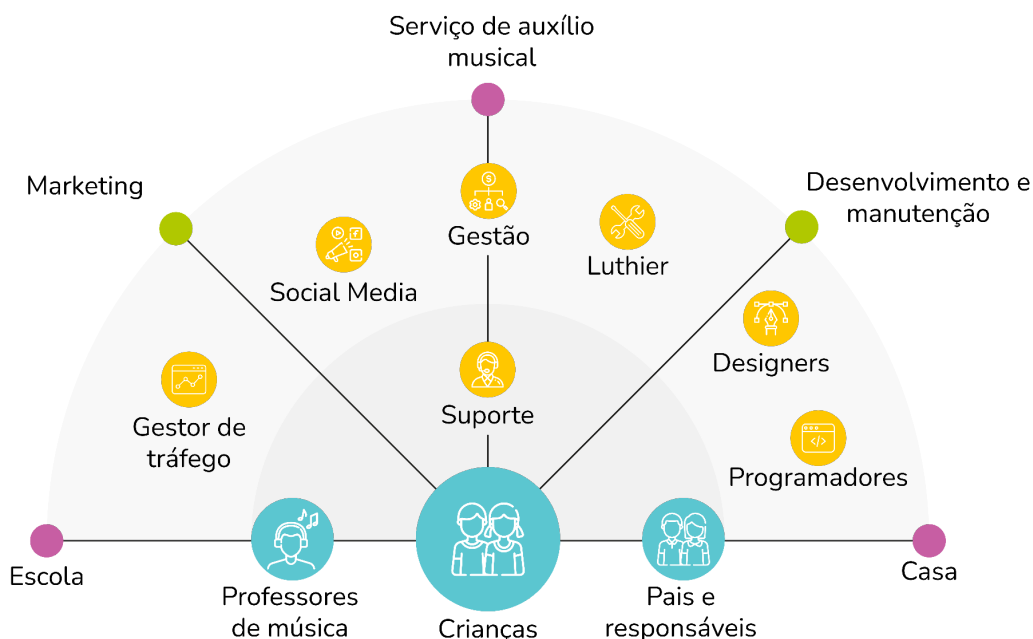 Serviço de auxílio
musical
Marketing
Desenvolvimento e
manutenção
Gestão
Luthier
Social Media
Designers
Suporte
Gestor de
tráfego
Programadores
Escola
Professores
de música
Crianças
Pais e
responsáveis
Casa